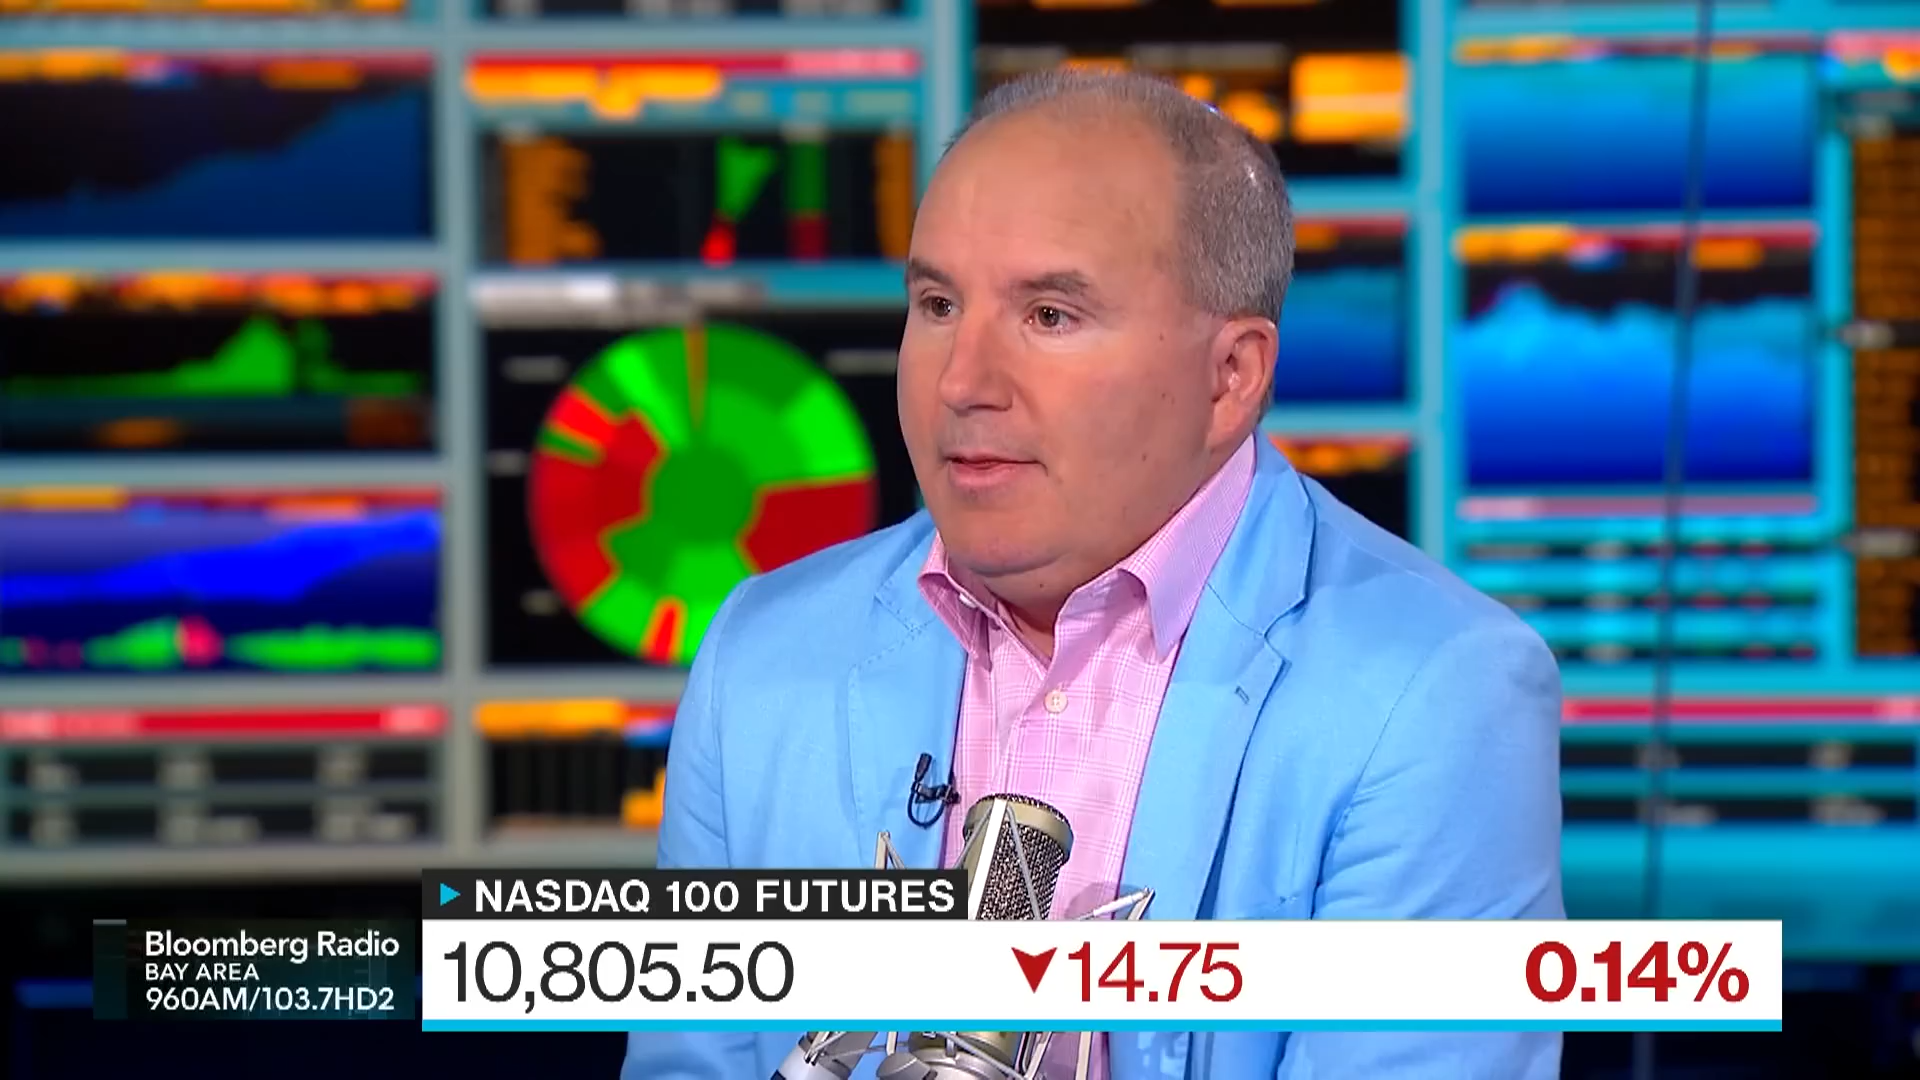 NASDAQ 100 FUTURES
10,805.50 14.75 0.14%
Bloomberg Radio
BAY AREA
960AM/103.7HD2